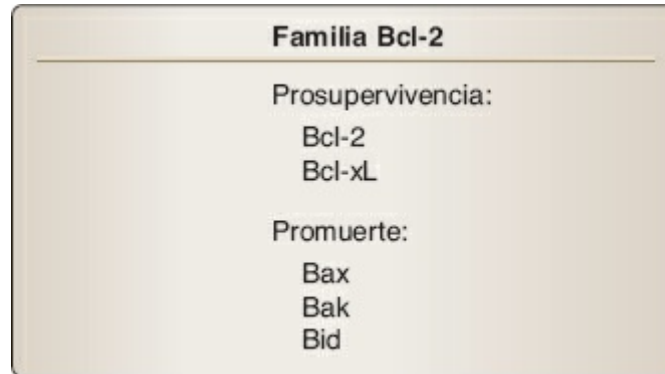 Familia Bcl-2
Prosupervivencia:
Bcl-2
Bcl-xL
Promuerte:
Bax
Bak
Bid